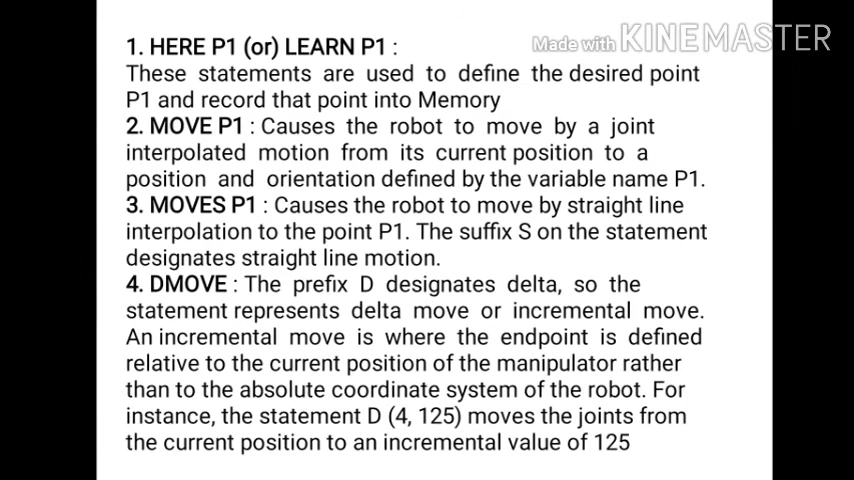 Made with KINEMASTER
1. HERE P1 (or) LEARN P1 :
These statements are used to define the desired point
P1 and record that point into Memory
2. MOVE P1 : Causes the robot to move by a joint
interpolated motion from its current position to a
position and orientation defined by the variable name P1.
3. MOVES P1 : Causes the robot to move by straight line
interpolation to the point P1. The suffix S on the statement
designates straight line motion.
4. DMOVE : The prefix D designates delta, so the
statement represents delta move or incremental move.
An incremental move is where the endpoint is defined
relative to the current position of the manipulator rather
than to the absolute coordinate system of the robot. For
instance, the statement D (4, 125) moves the joints from
the current position to an incremental value of 125